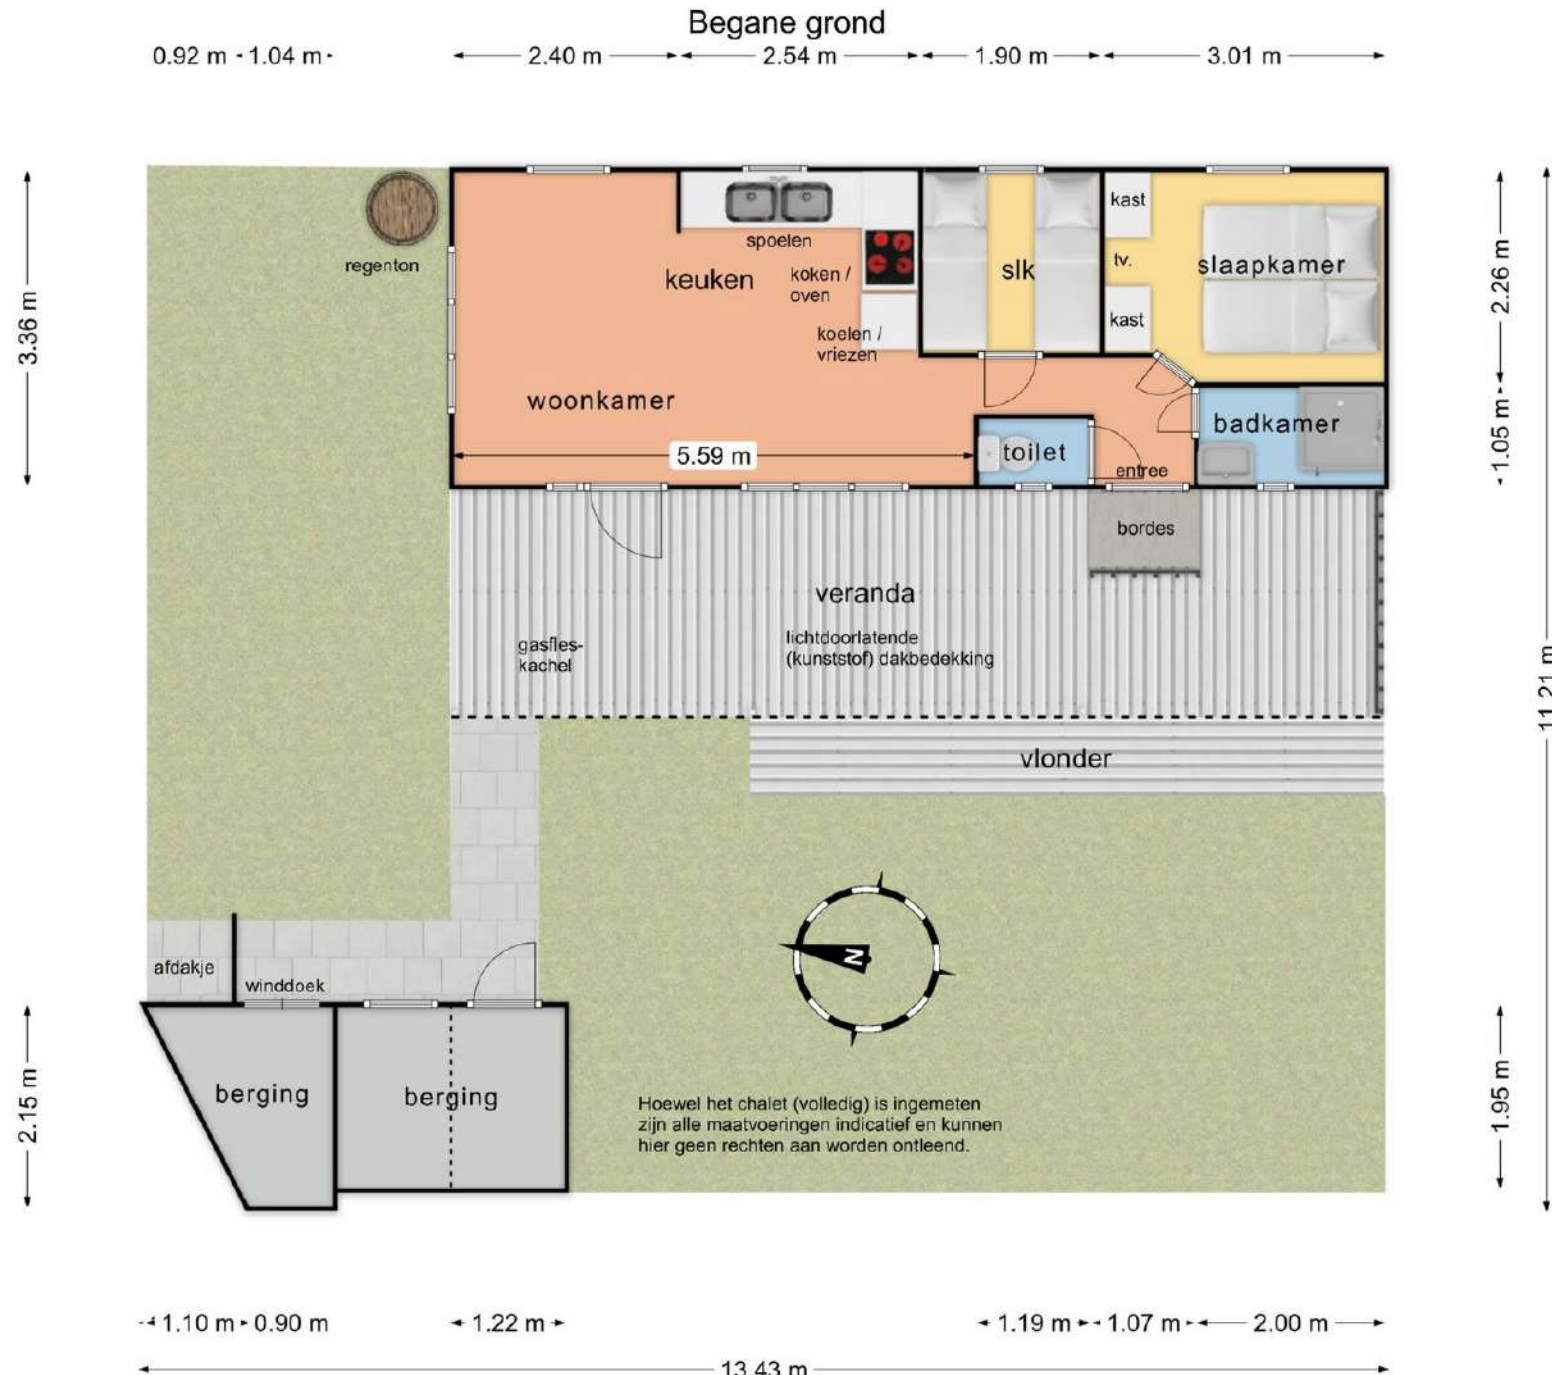 Begane grond
0.92 m
1.04 m
2.40 m
2.54 m
1.90 m
3.01 m
regenton
spoelen
keuken
koken /
oven
koelen /
vriezen
woonkamer
5.59 m
slk
kast
tv.
kast
slaapkamer
badkamer
toilet
entree
bordes
veranda
lichtdoorlatende
(kunststof) dakbedekking
gasfles-
kachel
vlonder
3.36 m
2.26 m
1.05 m
11.21 m
afdakje
winddoek
N
berging
berging
2.15 m
1.95 m
Hoewel het chalet (volledig) is ingemeten
zijn alle maatvoeringen indicatief en kunnen
hier geen rechten aan worden ontleend.
1.10 m
0.90 m
1.22 m
1.19 m
1.07 m
2.00 m
13.43 m